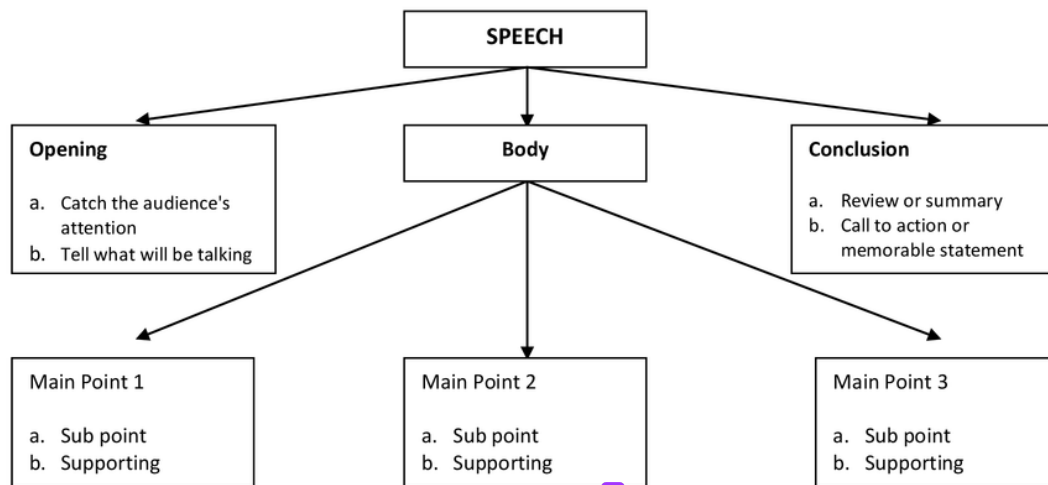 SPEECH
Opening
a. Catch the audience's
attention
b. Tell what will be talking
Body
Conclusion
a. Review or summary
b. Call to action or
memorable statement
Main Point 1
a. Sub point
b. Supporting
Main Point 2
a. Sub point
b. Supporting
Main Point 3
a. Sub point
b. Supporting